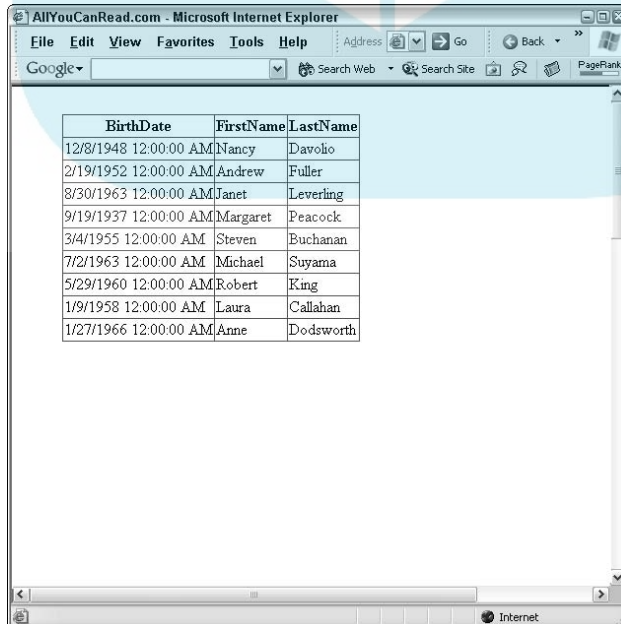 AllYouCanRead.com - Microsoft Internet Explorer
File Edit View Favorites Tools Help Address Go Back »
Google Search Web Search Site PageRank
BirthDate FirstName LastName
12/8/1948 12:00:00 AM Nancy Davolio
2/19/1952 12:00:00 AM Andrew Fuller
8/30/1963 12:00:00 AM Janet Leverling
9/19/1937 12:00:00 AM Margaret Peacock
3/4/1955 12:00:00 AM Steven Buchanan
7/2/1963 12:00:00 AM Michael Suyama
5/29/1960 12:00:00 AM Robert King
1/9/1958 12:00:00 AM Laura Callahan
1/27/1966 12:00:00 AM Anne Dodsworth
Internet